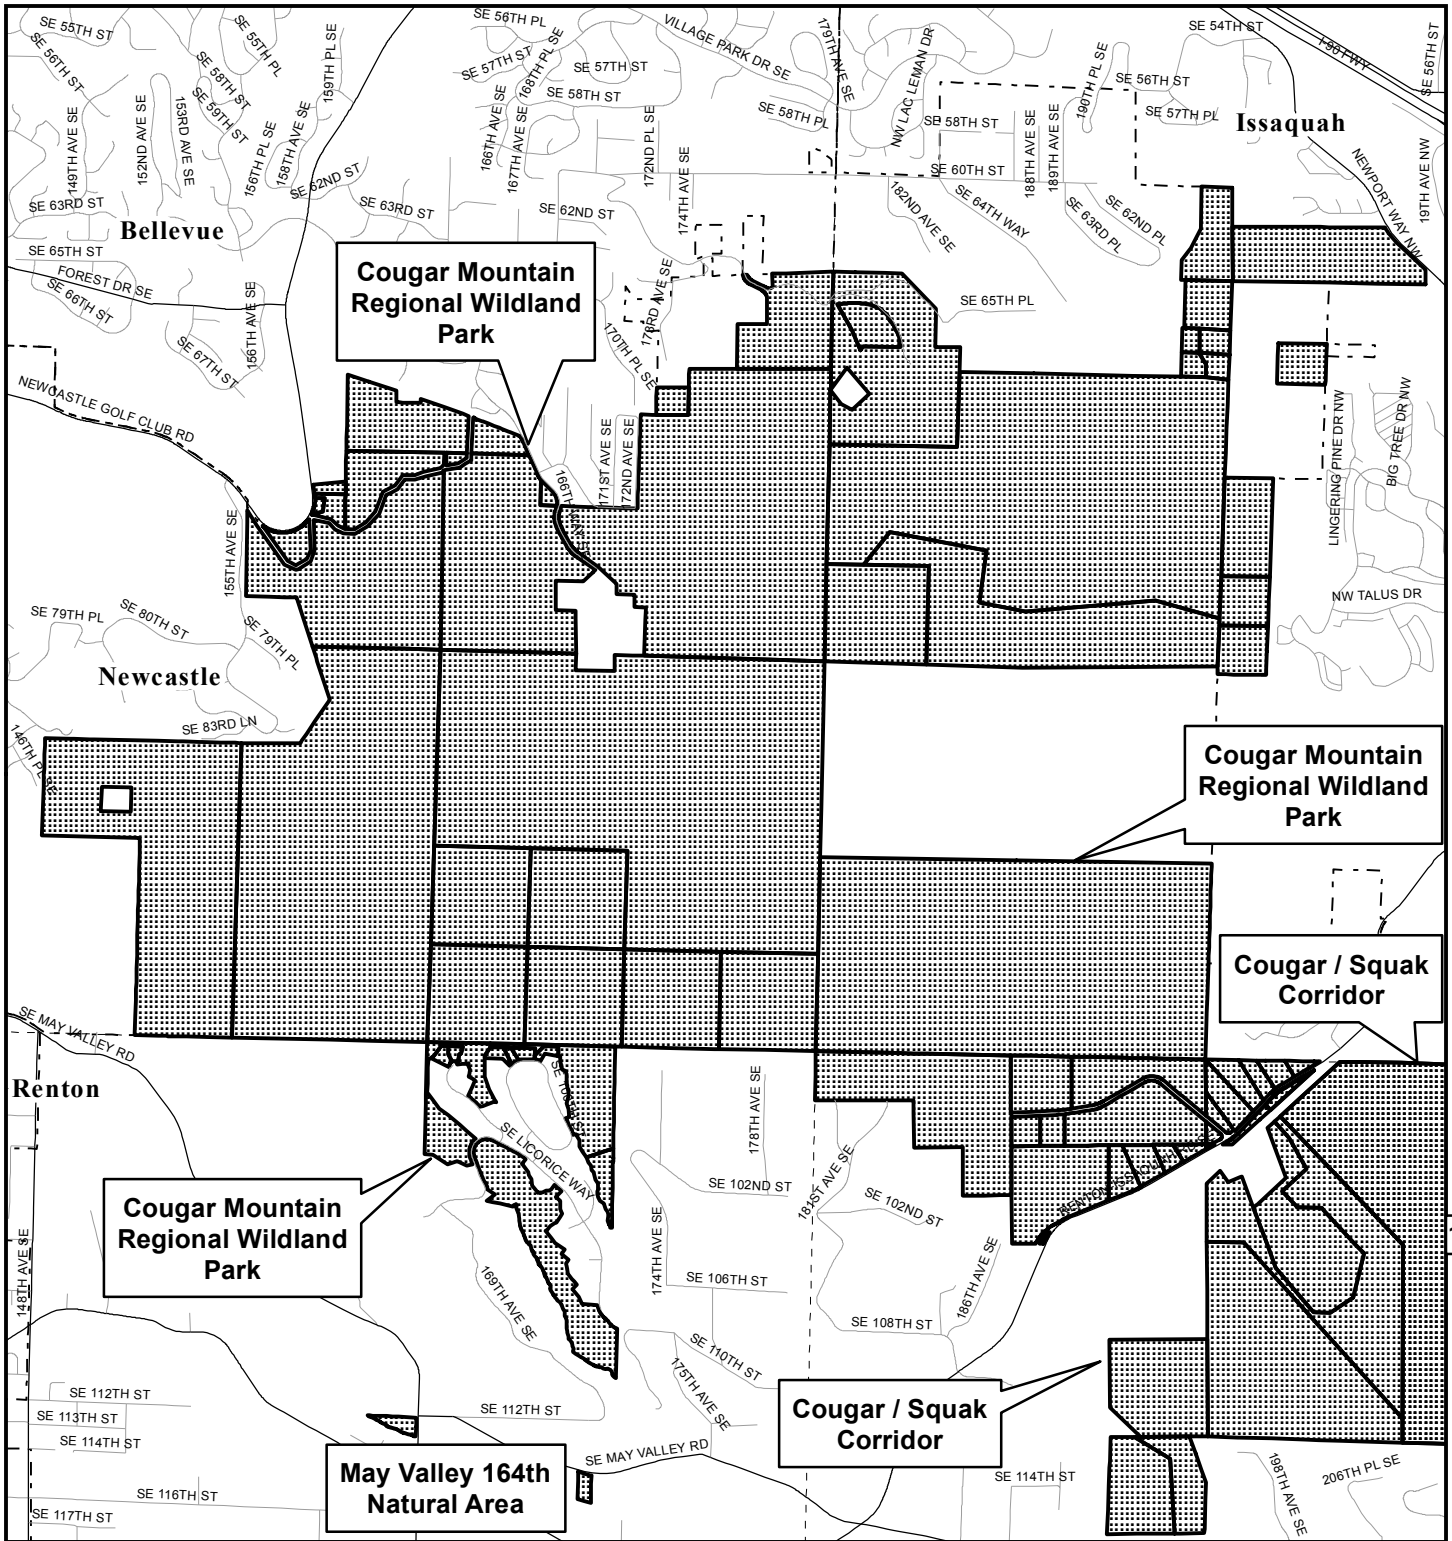 SE 55TH ST
SE 56TH ST
SE 55TH PL
SE 58TH ST
SE 59TH ST
159TH PL SE
158TH AVE SE
156TH PL SE
153RD AVE SE
152ND AVE SE
149TH AVE SE
SE 62ND ST
SE 63RD ST
SE 63RD ST
Bellevue
SE 65TH ST
FOREST DR SE
SE 66TH ST
SE 67TH ST
156TH AVE SE
NEWCASTLE GOLF CLUB RD
SE 56TH PL
SE 57TH ST
168TH PL SE
SE 57TH ST
SE 58TH ST
166TH AVE SE
167TH AVE SE
VILLAGE PARK DR SE
179TH AVE SE
SE 58TH PL
172ND PL SE
174TH AVE SE
SE 62ND ST
NW LAC LEMAN DR
SE 58TH ST
SE 60TH ST
182ND AVE SE
SE 64TH WAY
188TH AVE SE
189TH AVE SE
190TH PL SE
SE 56TH ST
SE 57TH PL
SE 54TH ST
I-90 FWY
SE 56TH ST
Issaquah
NEWPORT WAY NW
19TH AVE NW
SE 62ND PL
SE 63RD PL
SE 65TH PL
Cougar Mountain
Regional Wildland
Park
178RD AVE SE
170TH PL SE
171ST AVE SE
172ND AVE SE
166TH WAY SE
LINGERING PINE DR NW
BIG TREE DR NW
NW TALUS DR
155TH AVE SE
SE 79TH PL
SE 80TH ST
SE 79TH PL
Newcastle
SE 83RD LN
146TH PL SE
Cougar Mountain
Regional Wildland
Park
Cougar / Squak
Corridor
SE MAY VALLEY RD
Renton
SE 106TH ST
SE LICORICE WAY
178TH AVE SE
SE 102ND ST
181ST AVE SE
SE 102ND ST
174TH AVE SE
SE 106TH ST
186TH AVE SE
SE 108TH ST
Cougar Mountain
Regional Wildland
Park
148TH AVE SE
169TH AVE SE
SE 110TH ST
175TH AVE SE
SE 112TH ST
SE 113TH ST
SE 114TH ST
SE 112TH ST
Cougar / Squak
Corridor
May Valley 164th
Natural Area
SE MAY VALLEY RD
SE 114TH ST
SE 116TH ST
SE 117TH ST
198TH AVE SE
206TH PL SE